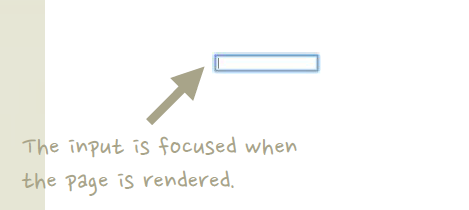 The input is focused when
the page is rendered.